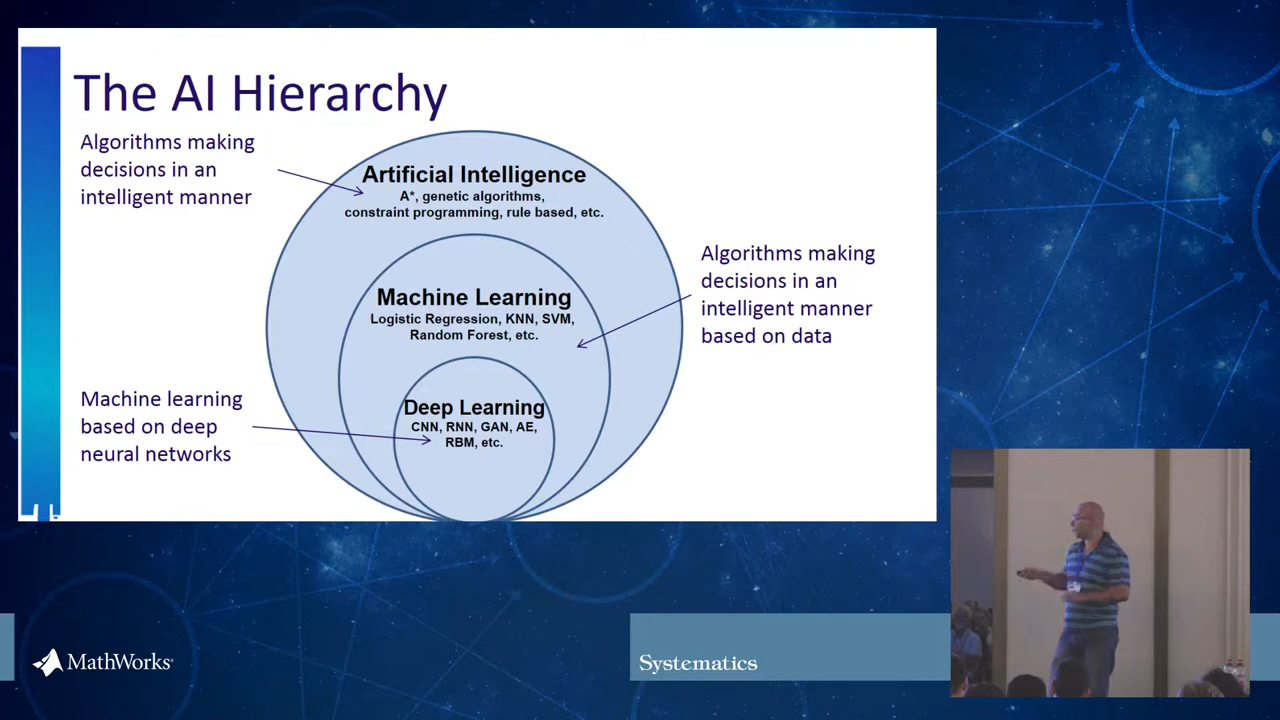 The AI Hierarchy
Algorithms making
decisions in an
intelligent manner
Artificial Intelligence
A*, genetic algorithms,
constraint programming, rule based, etc.
Machine Learning
Logistic Regression, KNN, SVM,
Random Forest, etc.
Algorithms making
decisions in an
intelligent manner
based on data
Deep Learning
CNN, RNN, GAN, AE,
RBM, etc.
Machine learning
based on deep
neural networks
MathWorks®
Systematics